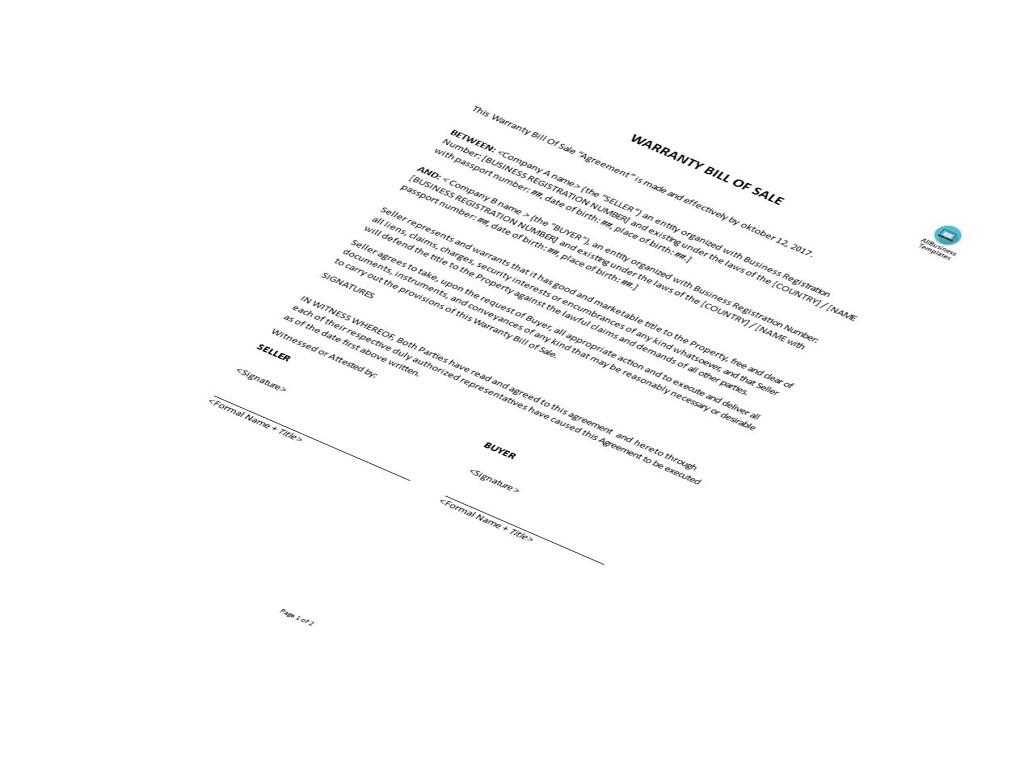 AllBusiness
Templates
WARRANTY BILL OF SALE
This Warranty Bill Of Sale “Agreement” is made and effectively by oktober 12, 2017.
BETWEEN: <Company A name> (the “SELLER”) an entity organized with Business Registration
Number: [BUSINESS REGISTRATION NUMBER] and existing under the laws of the [COUNTRY] / [NAME
with passport number: ##, date of birth: ##, place of birth: ##.]
AND: < Company B name > (the "BUYER"), an entity organized with Business Registration Number:
[BUSINESS REGISTRATION NUMBER] and existing under the laws of the [COUNTRY] / [NAME with
passport number: ##, date of birth: ##, place of birth: ##.]
Seller represents and warrants that it has good and marketable title to the Property, free and clear of
all liens, claims, charges, security interests or encumbrances of any kind whatsoever, and that Seller
will defend the title to the Property against the lawful claims and demands of all other parties.
Seller agrees to take, upon the request of Buyer, all appropriate action and to execute and deliver all
documents, instruments, and conveyances of any kind that may be reasonably necessary or desirable
to carry out the provisions of this Warranty Bill of Sale.
SIGNATURES
IN WITNESS WHEREOF, Both Parties have read and agreed to this agreement and hereto through
each of their respective duly authorized representatives have caused this Agreement to be executed
as of the date first above written.
Witnessed or Attested by:
SELLER
BUYER
<Signature>
<Signature>
<Formal Name + Title>
<Formal Name + Title>
Page 1 of 2